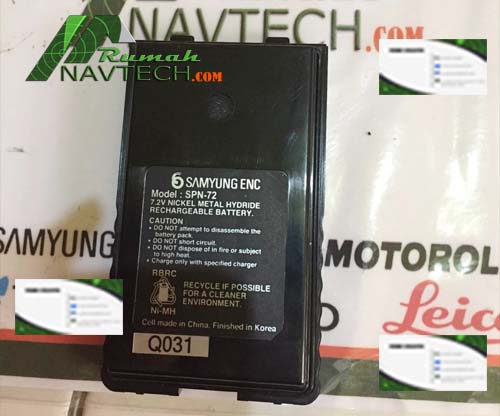 Rumah
NAVTECH.COM
NAVTECH.COM
SAMYUNG ENC
Model : SPN-72
7.2V NICKEL METAL HYDRIDE
RECHARGEABLE BATTERY.
CAUTION
• DO NOT attempt to disassemble the
battery pack.
• DO NOT short circuit.
• DO NOT dispose of in fire or subject
to high heat.
• Charge only with specified charger
SAMYUNG
MOTOROL
RBRC
RECYCLE IF POSSIBLE
FOR A CLEANER
ENVIRONMENT.
Ni-MH
Leica
Cell made in China, Finished in Korea
Q031